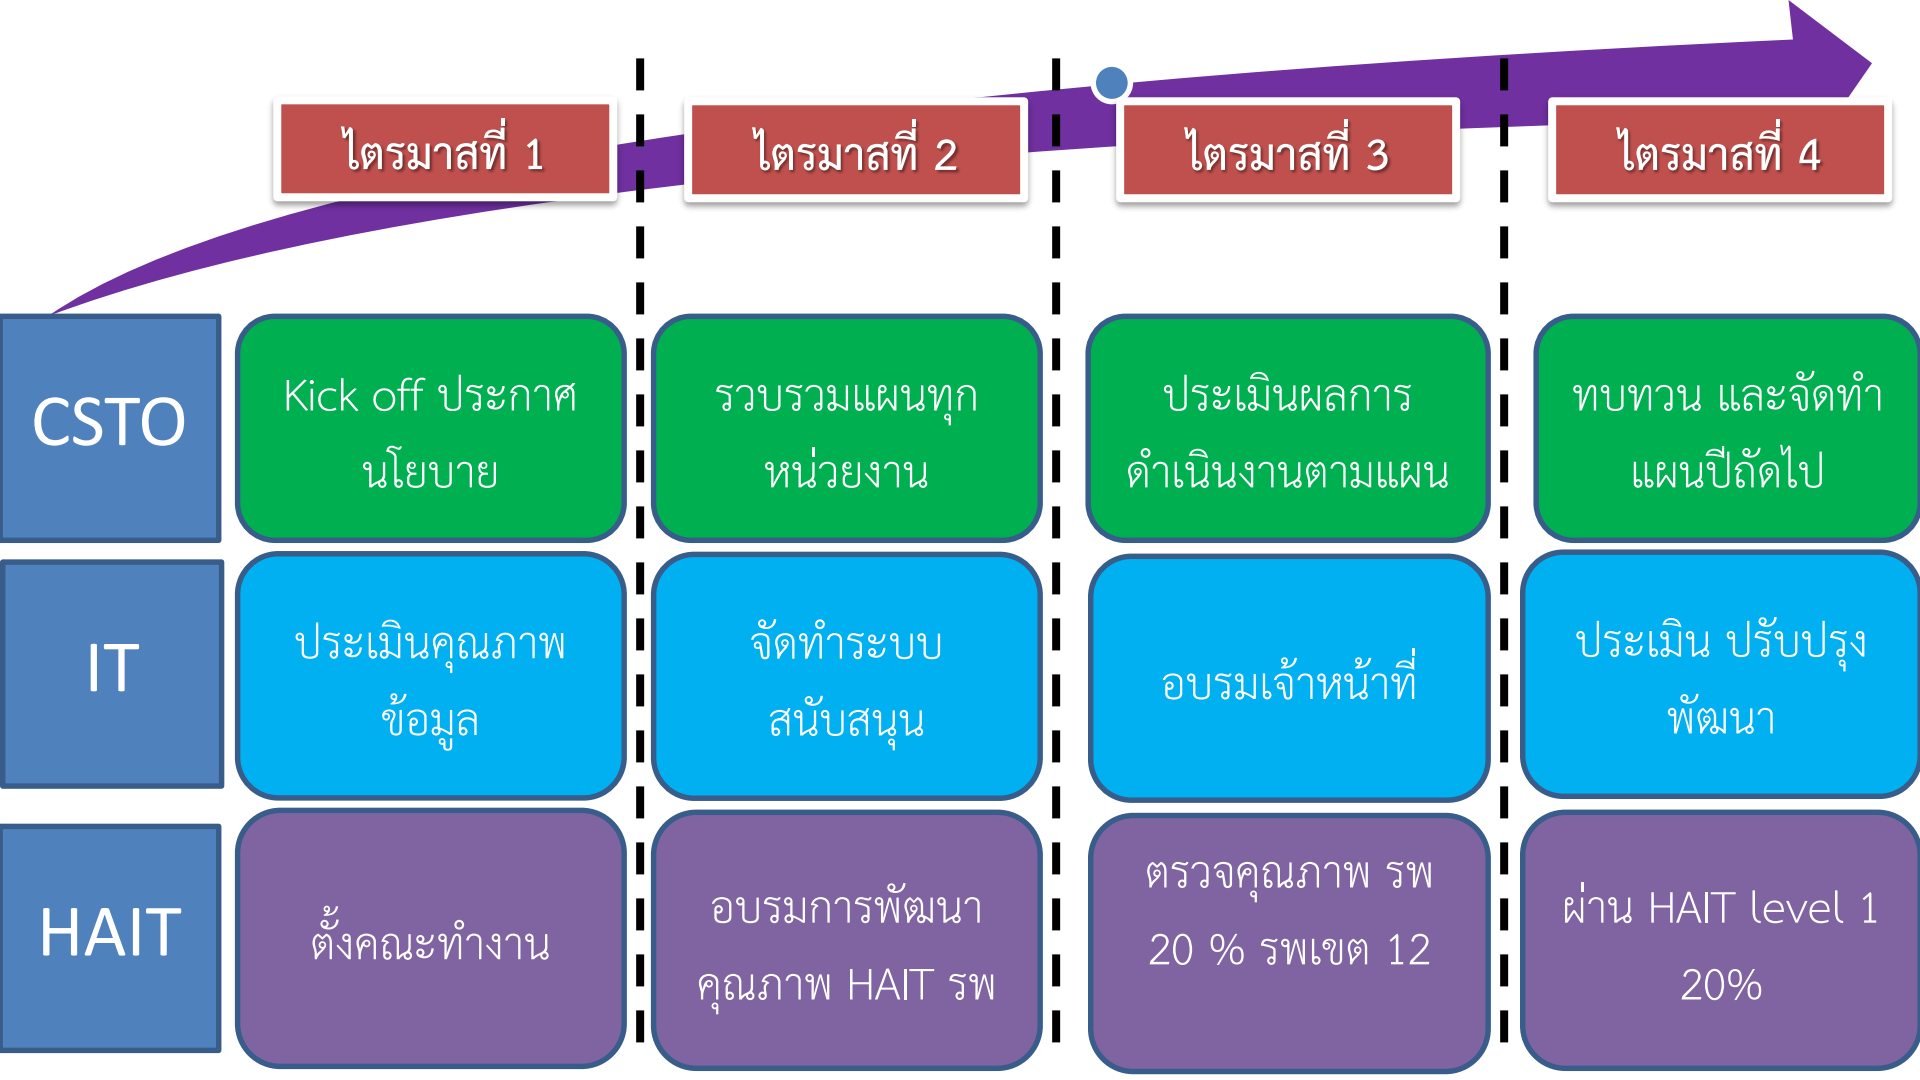 ไตรมาสที่ 1
ไตรมาสที่ 2
ไตรมาสที่ 3
ไตรมาสที่ 4
CSTO
Kick off ประกาศ
นโยบาย
รวบรวมแผนทุก
หน่วยงาน
ประเมินผลการ
ดำเนินงานตามแผน
ทบทวน และจัดทำ
แผนปีถัดไป
IT
ประเมินคุณภาพ
ข้อมูล
จัดทำระบบ
สนับสนุน
อบรมเจ้าหน้าที่
ประเมิน ปรับปรุง
พัฒนา
HAIT
ตั้งคณะทำงาน
อบรมการพัฒนา
คุณภาพ HAIT รพ
ตรวจคุณภาพ รพ
20 % รพเขต 12
ผ่าน HAIT level 1
20%